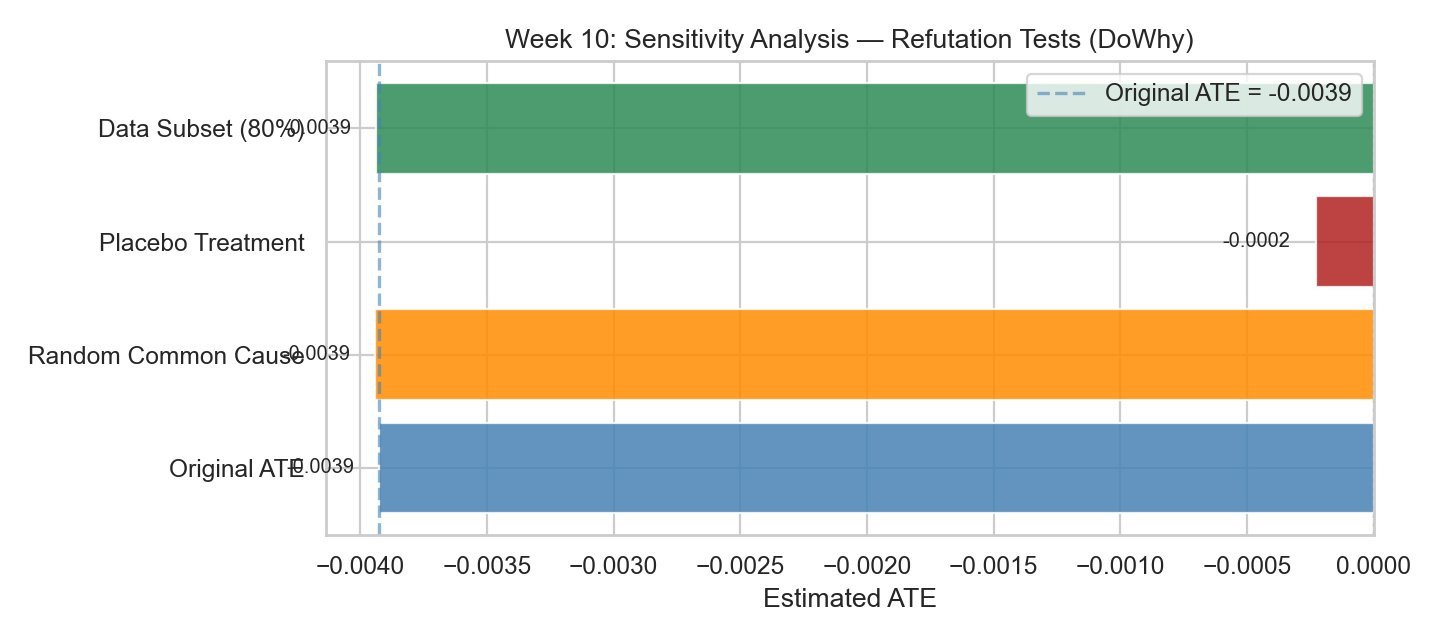 Week 10: Sensitivity Analysis — Refutation Tests (DoWhy)
Original ATE = -0.0039
Data Subset (80%)
-0.0039
Placebo Treatment
-0.0002
Random Common Cause
-0.0039
Original ATE
-0.0039
−0.0040 −0.0035 −0.0030 −0.0025 −0.0020 −0.0015 −0.0010 −0.0005 0.0000
Estimated ATE